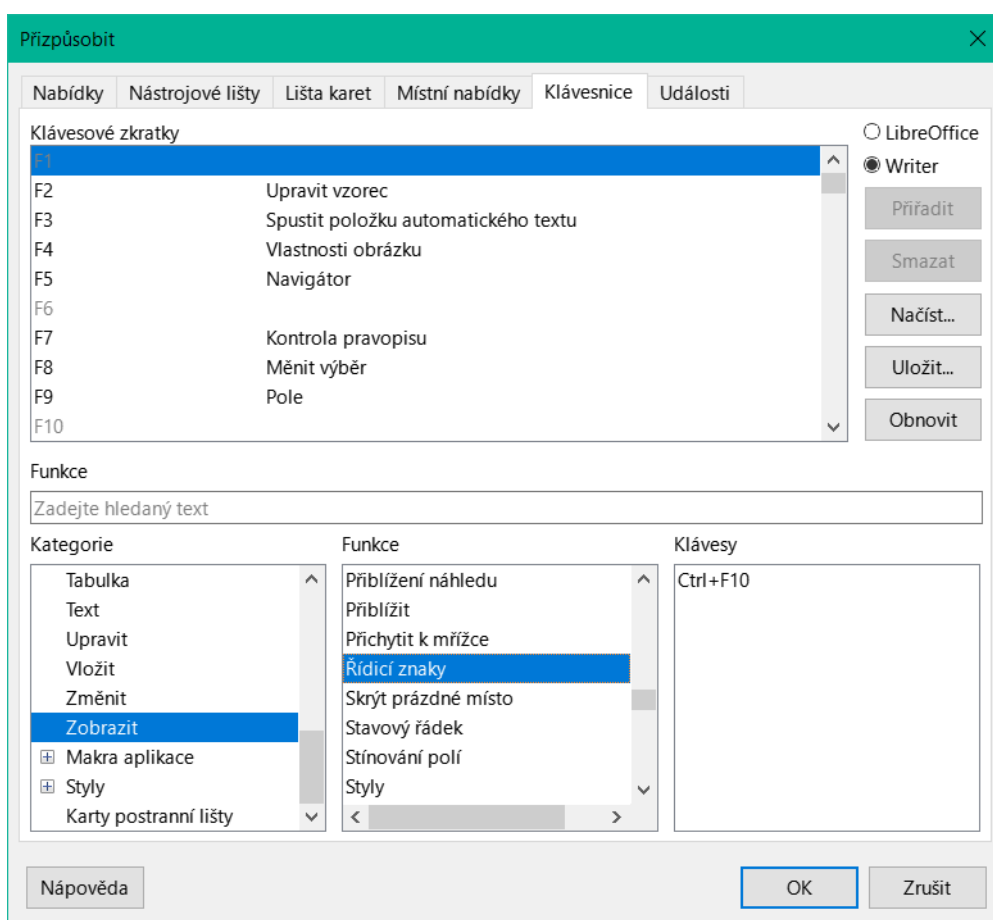 Přizpůsobit
Nabídky Nástrojové lišty Lišta karet Místní nabídky Klávesnice Události
Klávesové zkratky
F1
F2 Upravit vzorec
F3 Spustit položku automatického textu
F4 Vlastnosti obrázku
F5 Navigátor
F6
F7 Kontrola pravopisu
F8 Měnit výběr
F9 Pole
F10
LibreOffice
Writer
Přiřadit
Smazat
Načíst...
Uložit...
Obnovit
Funkce
Zadejte hledaný text
Kategorie
Tabulka
Text
Upravit
Vložit
Změnit
Zobrazit
Makra aplikace
Styly
Karty postranní lišty
Funkce
Přiblížení náhledu
Přiblížit
Přichytit k mřížce
Řídicí znaky
Skrýt prázdné místo
Stavový řádek
Stínování polí
Styly
Klávesy
Ctrl+F10
Nápověda
OK
Zrušit